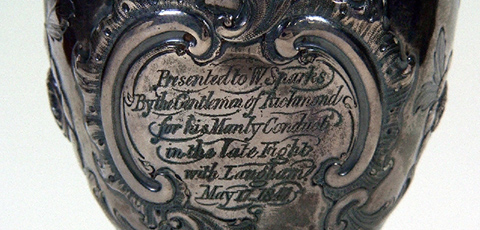 Presented to W. Sparks
By the Gentlemen of Richmond
for his Manly Conduct
in the late Fight
with Langham
May